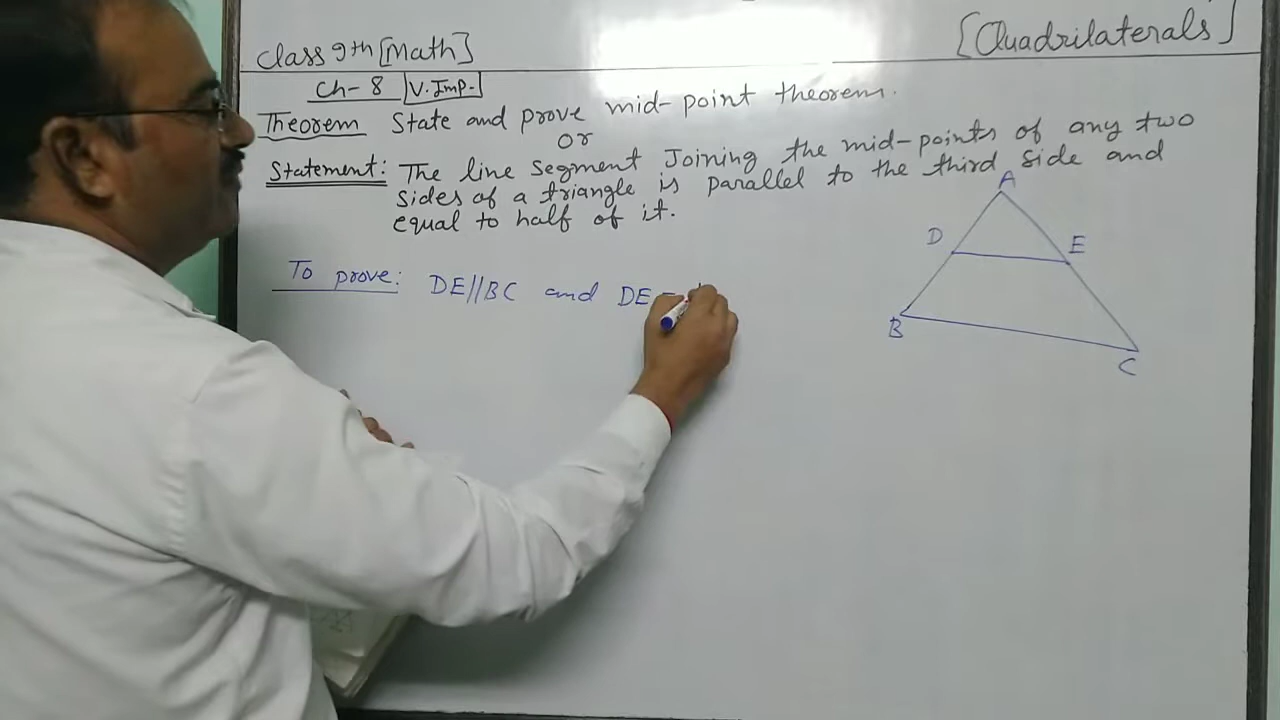 Class 9th [Math]
[Quadrilaterals]
Ch-8 V. Imp.
Theorem State and prove mid-point theorem.
or
Statement: The line segment Joining the mid-points of any two
sides of a triangle is parallel to the third side and
equal to half of it.
To prove: DE//BC and DE =
A
D
E
B
C